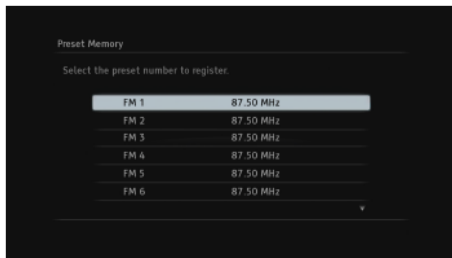 Preset Memory
Select the preset number to register.
FM 1 87.50 MHz
FM 2 87.50 MHz
FM 3 87.50 MHz
FM 4 87.50 MHz
FM 5 87.50 MHz
FM 6 87.50 MHz